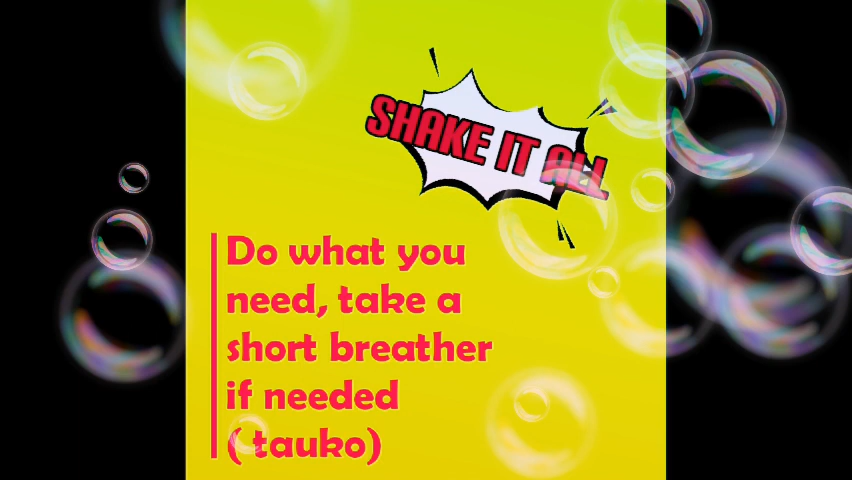 SHAKE IT ALL
Do what you
need, take a
short breather
if needed
( tauko)